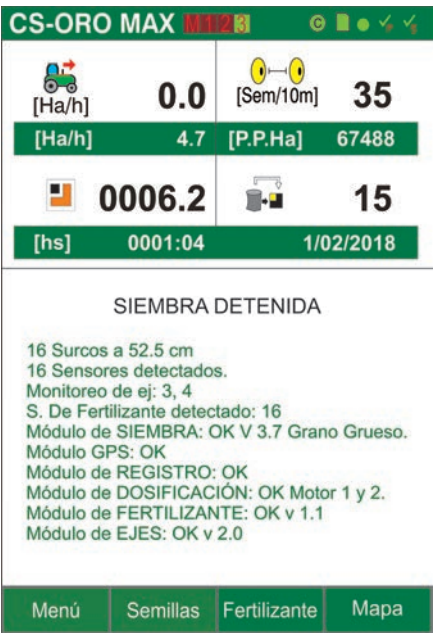 CS-ORO MAX M 1 2 3 ©
[Ha/h] 0.0 [Sem/10m] 35
[Ha/h] 4.7 [P.P.Ha] 67488
0006.2 15
[hs] 0001:04 1/02/2018
SIEMBRA DETENIDA
16 Surcos a 52.5 cm
16 Sensores detectados.
Monitoreo de ej: 3, 4
S. De Fertilizante detectado: 16
Módulo de SIEMBRA: OK V 3.7 Grano Grueso.
Módulo GPS: OK
Módulo de REGISTRO: OK
Módulo de DOSIFICACIÓN: OK Motor 1 y 2.
Módulo de FERTILIZANTE: OK v 1.1
Módulo de EJES: OK v 2.0
Menú Semillas Fertilizante Mapa